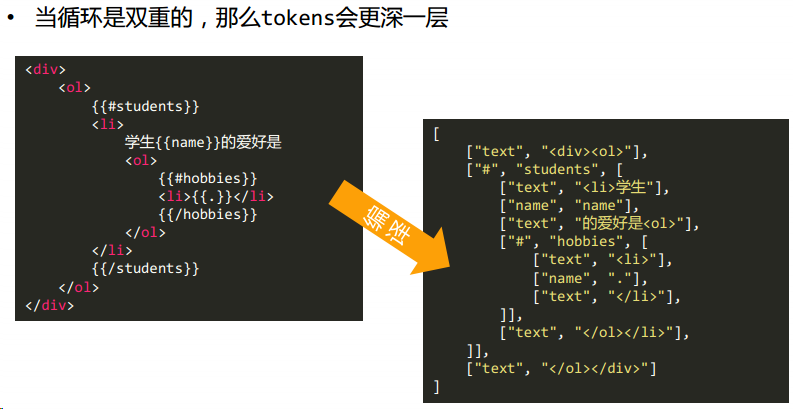 • 当循环是双重的，那么tokens会更深一层
<div>
    <ol>
        {{#students}}
        <li>
            学生{{name}}的爱好是
            <ol>
                {{#hobbies}}
                <li>{{.}}</li>
                {{/hobbies}}
            </ol>
        </li>
        {{/students}}
    </ol>
</div>
编译
[
    ["text", "<div><ol>"],
    ["#", "students", [
        ["text", "<li>学生"],
        ["name", "name"],
        ["text", "的爱好是<ol>"],
        ["#", "hobbies", [
            ["text", "<li>"],
            ["name", "."],
            ["text", "</li>"],
        ]],
        ["text", "</ol></li>"],
    ]],
    ["text", "</ol></div>"]
]